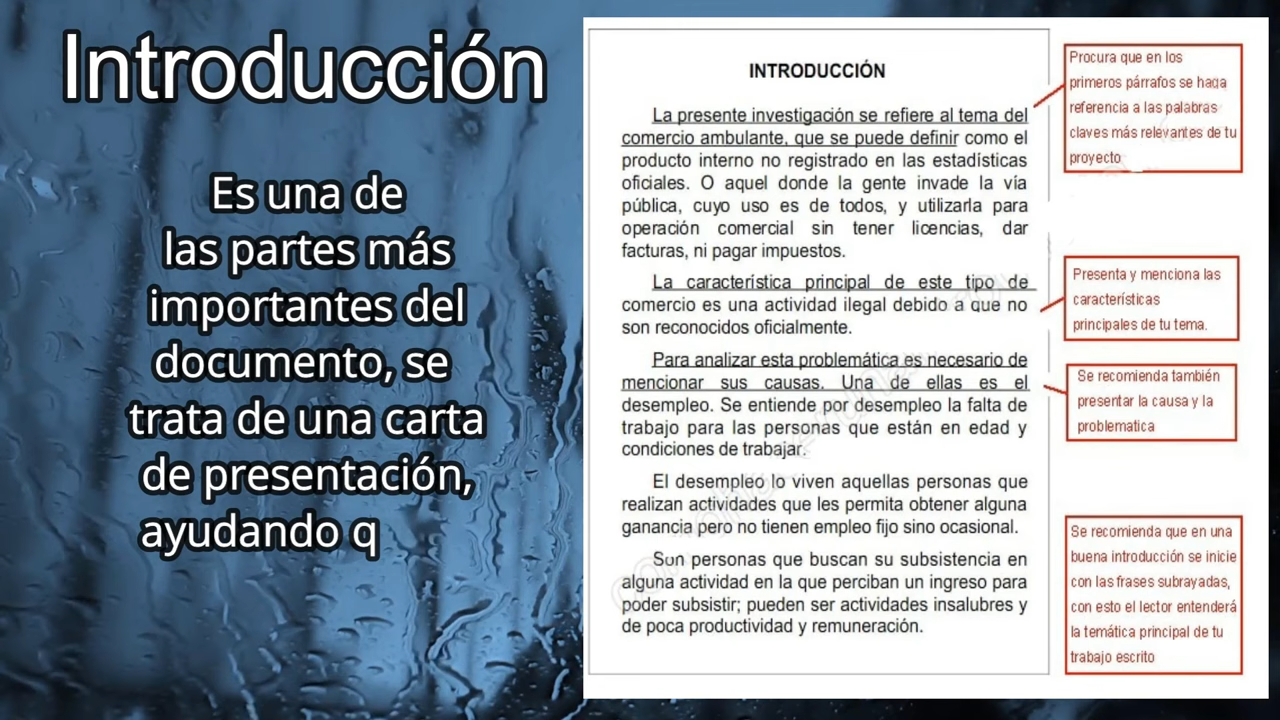 Introducción
Es una de
las partes más
importantes del
documento, se
trata de una carta
de presentación,
ayudando q
INTRODUCCIÓN
La presente investigación se refiere al tema del
comercio ambulante, que se puede definir como el
producto interno no registrado en las estadísticas
oficiales. O aquel donde la gente invade la vía
pública, cuyo uso es de todos, y utilizarla para
operación comercial sin tener licencias, dar
facturas, ni pagar impuestos.
La característica principal de este tipo de
comercio es una actividad ilegal debido a que no
son reconocidos oficialmente.
Para analizar esta problemática es necesario de
mencionar sus causas. Una de ellas es el
desempleo. Se entiende por desempleo la falta de
trabajo para las personas que están en edad y
condiciones de trabajar.
El desempleo lo viven aquellas personas que
realizan actividades que les permita obtener alguna
ganancia pero no tienen empleo fijo sino ocasional.
Sun personas que buscan su subsistencia en
alguna actividad en la que perciban un ingreso para
poder subsistir; pueden ser actividades insalubres y
de poca productividad y remuneración.
Procura que en los
primeros párrafos se haga
referencia a las palabras
claves más relevantes de tu
proyecto
Presenta y menciona las
características
principales de tu tema.
Se recomienda también
presentar la causa y la
problematica
Se recomienda que en una
buena introducción se inicie
con las frases subrayadas,
con esto el lector entenderá
la temática principal de tu
trabajo escrito